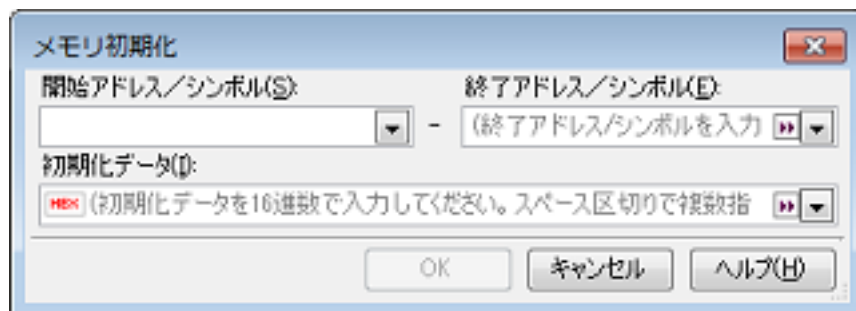 メモリ初期化
開始アドレス／シンボル(S): 終了アドレス／シンボル(E):
- (終了アドレス/シンボルを入力
初期化データ(I):
HEX (初期化データを16進数で入力してください。スペース区切りで複数指
OK キャンセル ヘルプ(H)